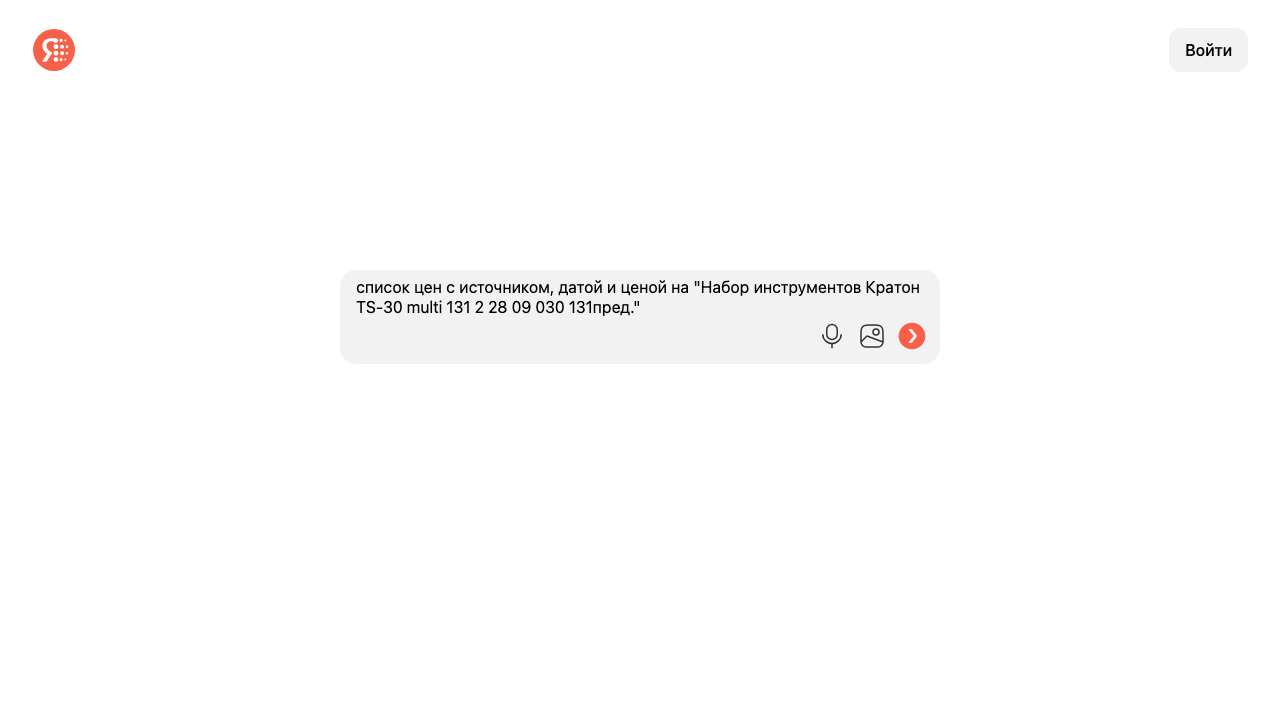 Войти
список цен с источником, датой и ценой на "Набор инструментов Кратон
TS-30 multi 131 2 28 09 030 131пред."